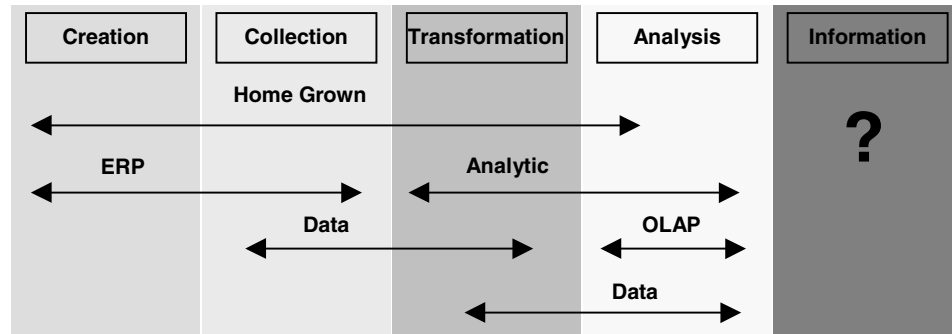 Creation Collection Transformation Analysis Information
Home Grown
?
ERP Analytic
Data OLAP
Data